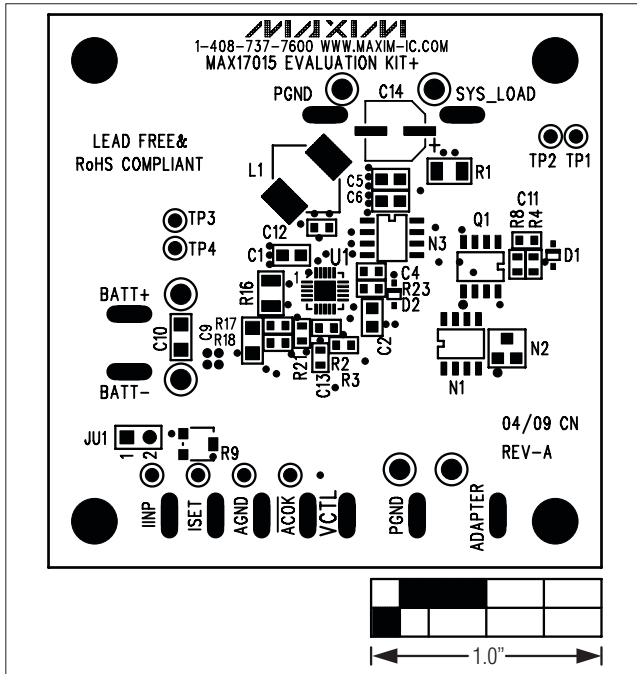 MAXIM
1-408-737-7600 WWW.MAXIM-IC.COM
MAX17015 EVALUATION KIT+
PGND
C14
SYS_LOAD
+
LEAD FREE&
RoHS COMPLIANT
L1
TP2 TP1
C5
C6
R1
TP3
TP4
C12
C1
U1
N3
Q1
C11
R8
R4
D1
1
C4
R23
D2
R16
BATT+
C10
C9
R17
R18
R21
C13
R2
R3
C2
N1
N2
BATT-
JU1
1
2
R9
04/09 CN
REV-A
IINP
ISET
AGND
ACOK
VCTL
PGND
ADAPTER
1.0"